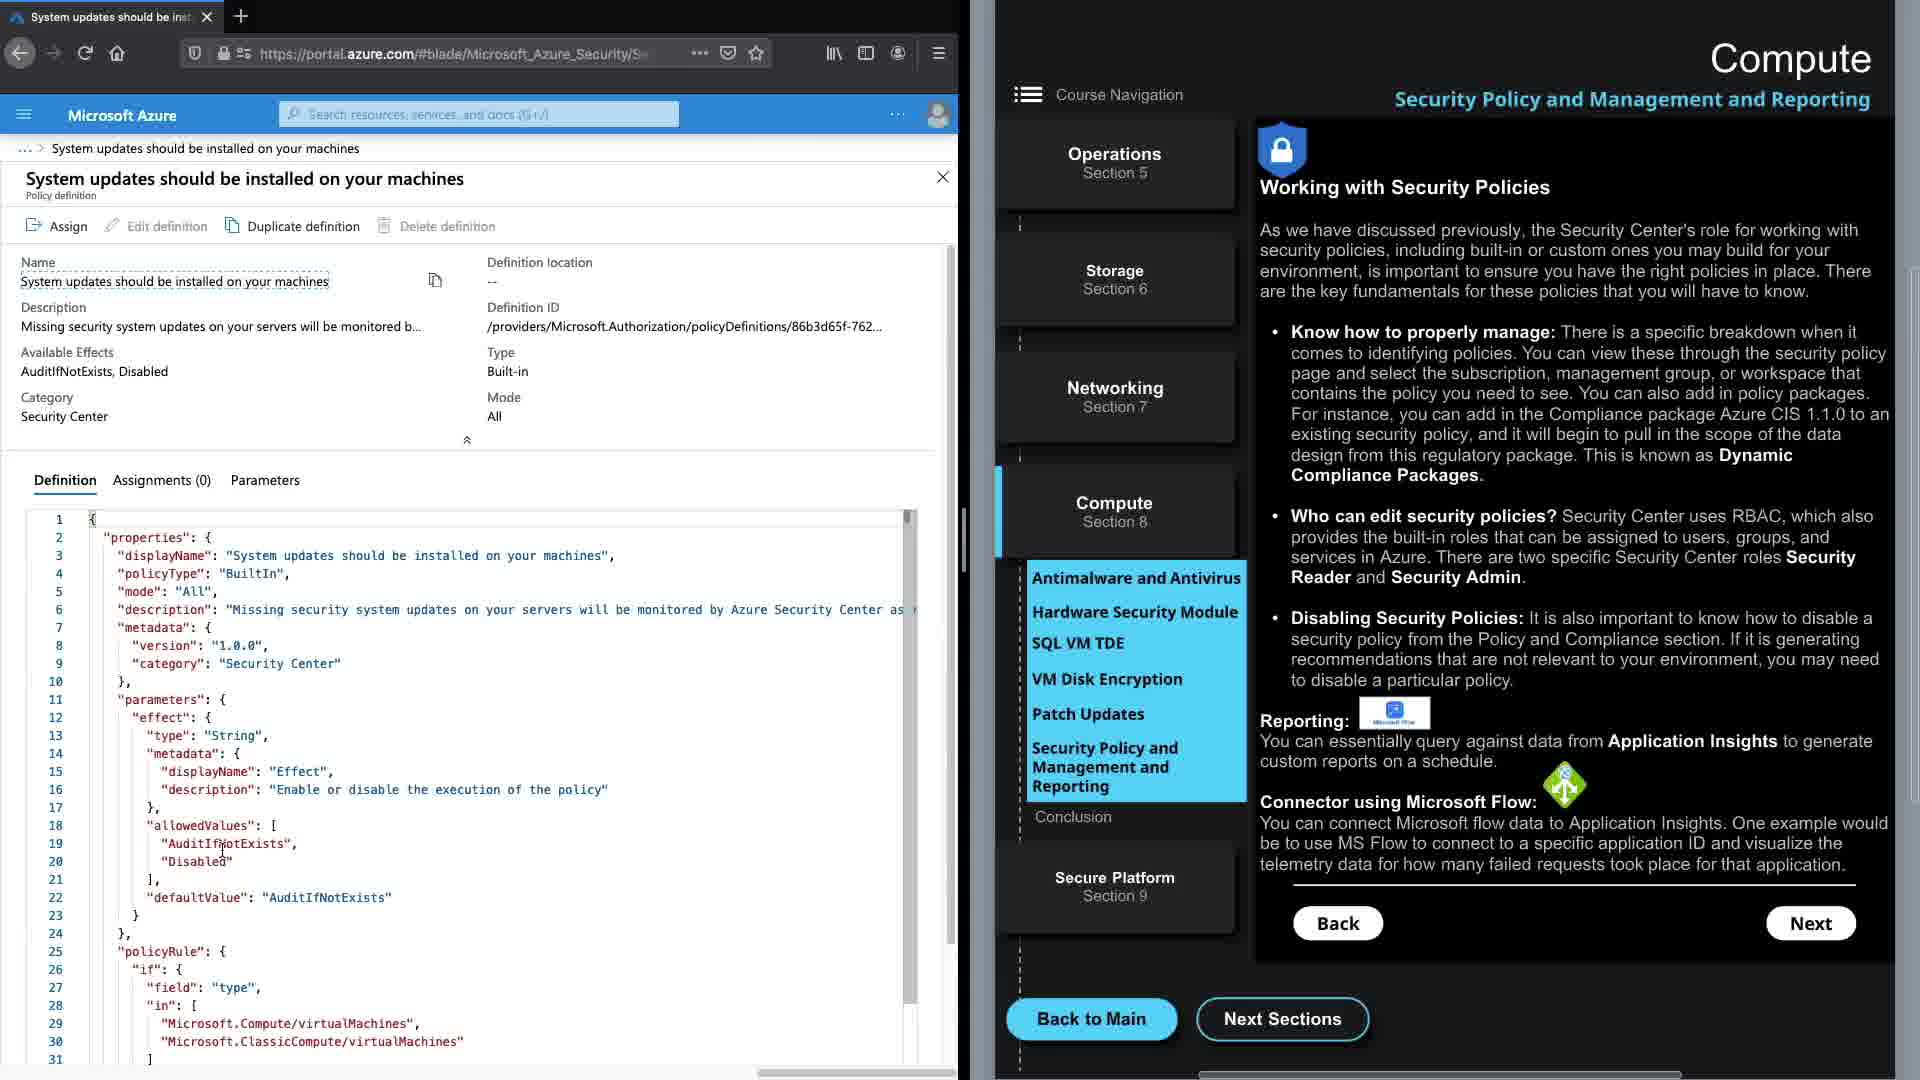 System updates should be inst
https://portal.azure.com/#blade/Microsoft_Azure_Security/S
Microsoft Azure
Search resources, services, and docs (G+/)
... > System updates should be installed on your machines
System updates should be installed on your machines
Policy definition
Assign
Edit definition
Duplicate definition
Delete definition
Name
System updates should be installed on your machines
Definition location
--
Description
Missing security system updates on your servers will be monitored b...
Definition ID
/providers/Microsoft.Authorization/policyDefinitions/86b3d65f-762...
Available Effects
AuditIfNotExists, Disabled
Type
Built-in
Category
Security Center
Mode
All
Definition
Assignments (0)
Parameters
1 {
2 "properties": {
3 "displayName": "System updates should be installed on your machines",
4 "policyType": "BuiltIn",
5 "mode": "All",
6 "description": "Missing security system updates on your servers will be monitored by Azure Security Center as
7 "metadata": {
8 "version": "1.0.0",
9 "category": "Security Center"
10 },
11 "parameters": {
12 "effect": {
13 "type": "String",
14 "metadata": {
15 "displayName": "Effect",
16 "description": "Enable or disable the execution of the policy"
17 },
18 "allowedValues": [
19 "AuditIfNotExists",
20 "Disabled"
21 ],
22 "defaultValue": "AuditIfNotExists"
23 }
24 },
25 "policyRule": {
26 "if": {
27 "field": "type",
28 "in": [
29 "Microsoft.Compute/virtualMachines",
30 "Microsoft.ClassicCompute/virtualMachines"
31 ]
Compute
Security Policy and Management and Reporting
Course Navigation
Operations
Section 5
Storage
Section 6
Networking
Section 7
Compute
Section 8
Antimalware and Antivirus
Hardware Security Module
SQL VM TDE
VM Disk Encryption
Patch Updates
Security Policy and
Management and
Reporting
Conclusion
Secure Platform
Section 9
Back to Main
Next Sections
Working with Security Policies
As we have discussed previously, the Security Center's role for working with
security policies, including built-in or custom ones you may build for your
environment, is important to ensure you have the right policies in place. There
are the key fundamentals for these policies that you will have to know.
• Know how to properly manage: There is a specific breakdown when it
comes to identifying policies. You can view these through the security policy
page and select the subscription, management group, or workspace that
contains the policy you need to see. You can also add in policy packages.
For instance, you can add in the Compliance package Azure CIS 1.1.0 to an
existing security policy, and it will begin to pull in the scope of the data
design from this regulatory package. This is known as Dynamic
Compliance Packages.
• Who can edit security policies? Security Center uses RBAC, which also
provides the built-in roles that can be assigned to users. groups, and
services in Azure. There are two specific Security Center roles Security
Reader and Security Admin.
• Disabling Security Policies: It is also important to know how to disable a
security policy from the Policy and Compliance section. If it is generating
recommendations that are not relevant to your environment, you may need
to disable a particular policy.
Reporting:
Microsoft Flow
You can essentially query against data from Application Insights to generate
custom reports on a schedule.
Connector using Microsoft Flow:
You can connect Microsoft flow data to Application Insights. One example would
be to use MS Flow to connect to a specific application ID and visualize the
telemetry data for how many failed requests took place for that application.
Back
Next